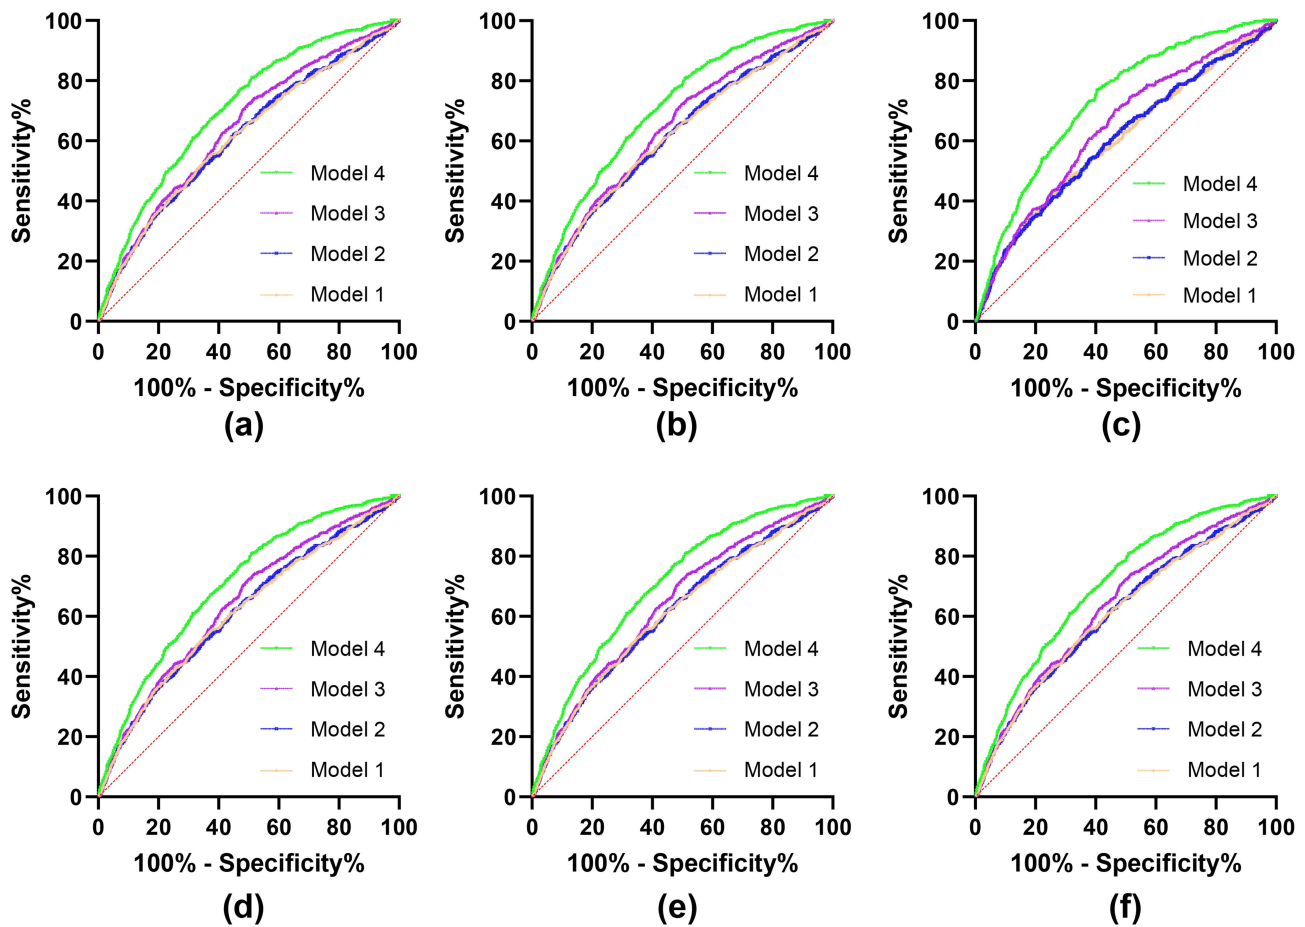 100
80
60
40
20
0
Sensitivity%
Model 4
Model 3
Model 2
Model 1
0 20 40 60 80 100
100% - Specificity%
(a)
100
80
60
40
20
0
Sensitivity%
Model 4
Model 3
Model 2
Model 1
0 20 40 60 80 100
100% - Specificity%
(b)
100
80
60
40
20
0
Sensitivity%
Model 4
Model 3
Model 2
Model 1
0 20 40 60 80 100
100% - Specificity%
(c)
100
80
60
40
20
0
Sensitivity%
Model 4
Model 3
Model 2
Model 1
0 20 40 60 80 100
100% - Specificity%
(d)
100
80
60
40
20
0
Sensitivity%
Model 4
Model 3
Model 2
Model 1
0 20 40 60 80 100
100% - Specificity%
(e)
100
80
60
40
20
0
Sensitivity%
Model 4
Model 3
Model 2
Model 1
0 20 40 60 80 100
100% - Specificity%
(f)